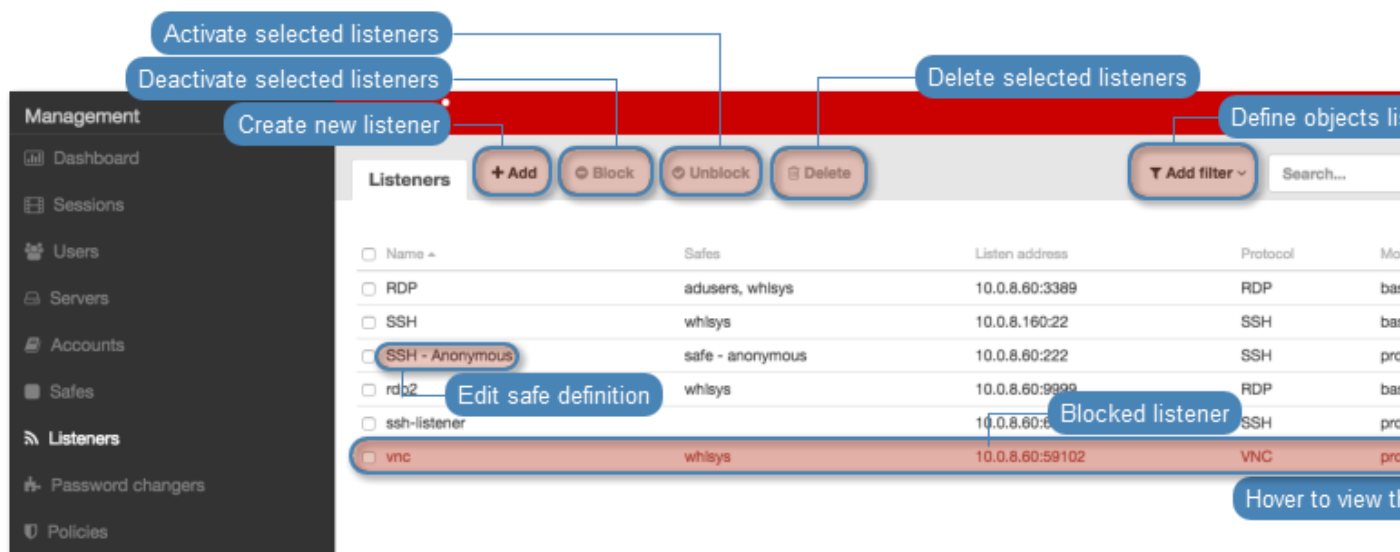 Activate selected listeners
Deactivate selected listeners
Delete selected listeners
Create new listener
Define objects
Management
Dashboard
Sessions
Users
Servers
Accounts
Safes
Listeners
Password changers
Policies
Listeners
Add
Block
Unblock
Delete
Add filter
Search...
Name Safes Listen address Protocol
RDP adusers, whlsys 10.0.8.60:3389 RDP
SSH whlsys 10.0.8.160:22 SSH
SSH - Anonymous safe - anonymous 10.0.8.60:222 SSH
rdp2 whlsys 10.0.8.60:9999 RDP
Edit safe definition
Blocked listener
ssh-listener SSH
vnc whlsys 10.0.8.60:59102 VNC
Hover to view